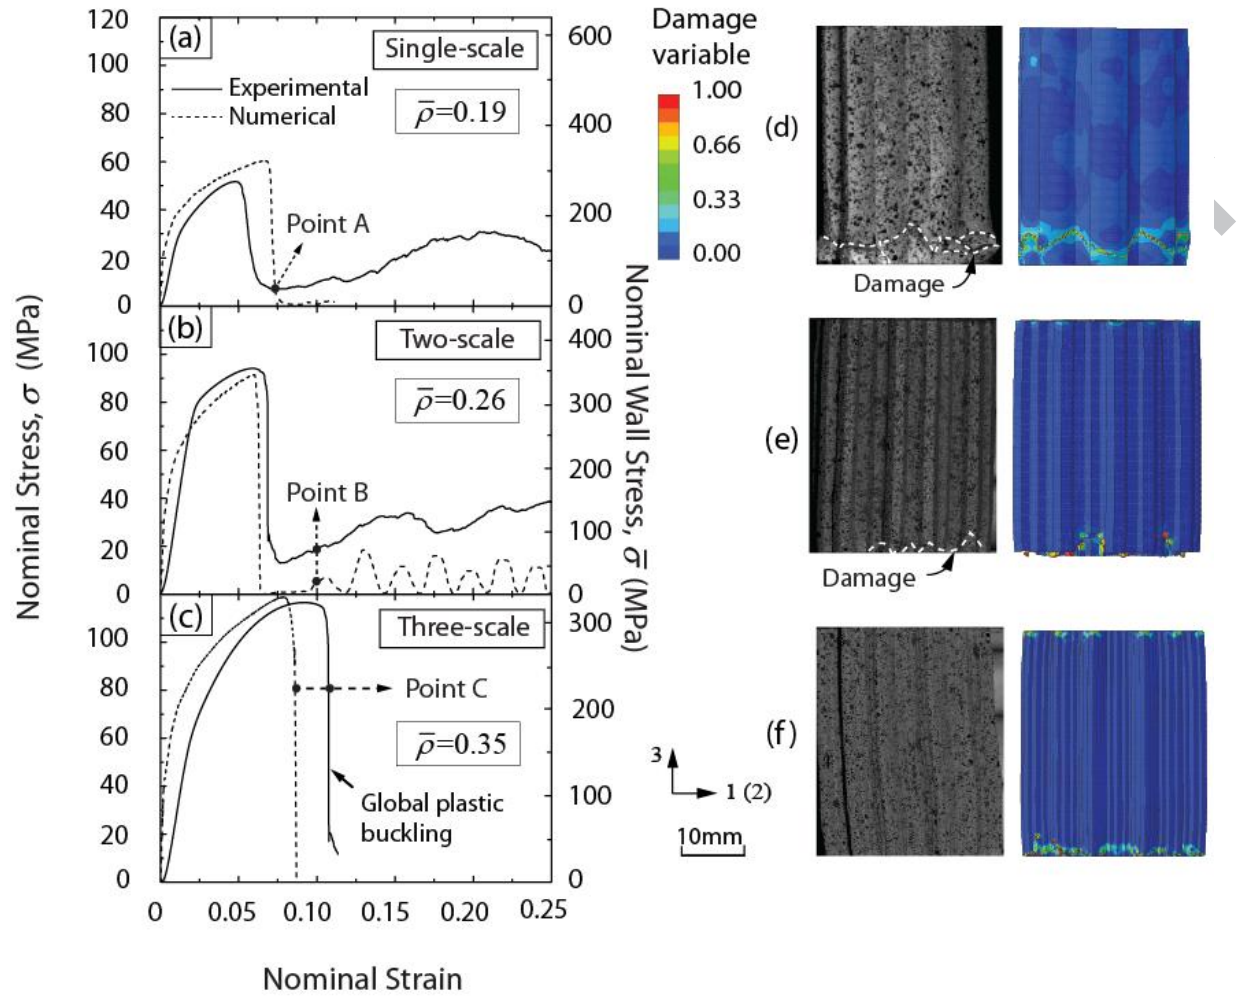 (a)
Single-scale
Experimental
Numerical
ρ̅=0.19
Point A
120
100
80
60
40
20
0
600
400
200
0
(b)
Two-scale
ρ̅=0.26
Point B
100
80
60
40
20
0
400
300
200
100
0
(c)
Three-scale
Point C
ρ̅=0.35
Global plastic
buckling
100
80
60
40
20
0
300
200
100
0
0 0.05 0.10 0.15 0.20 0.25
Nominal Strain
Nominal Stress, σ (MPa)
Nominal Wall Stress, σ̅ (MPa)
Damage
variable
1.00
0.66
0.33
0.00
(d)
Damage
(e)
Damage
(f)
3
1 (2)
10mm